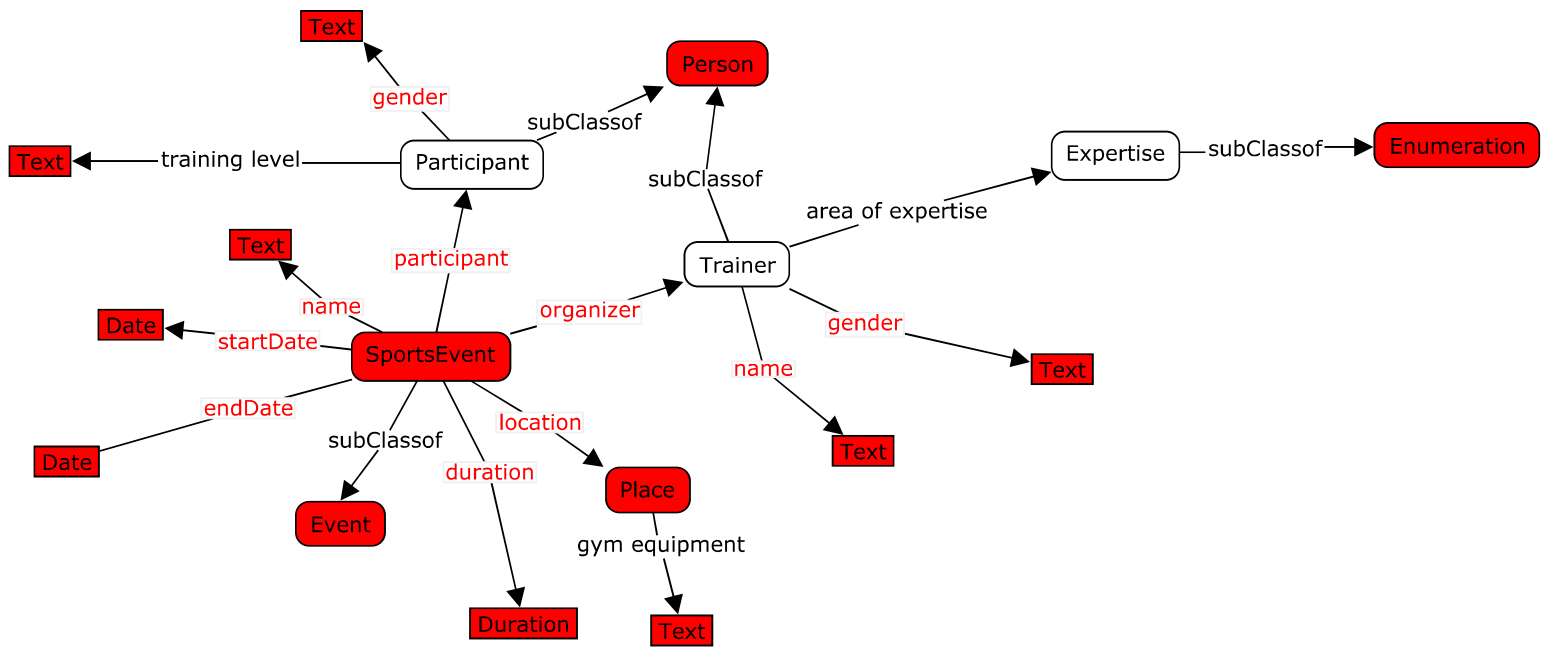 Text
Person
gender
subClassof
Enumeration
Expertise
subClassof
Text
training level
Participant
subClassof
area of expertise
Text
participant
Trainer
name
organizer
Date
startDate
gender
SportsEvent
name
Text
endDate
location
subClassof
Text
Date
duration
Place
Event
gym equipment
Duration
Text